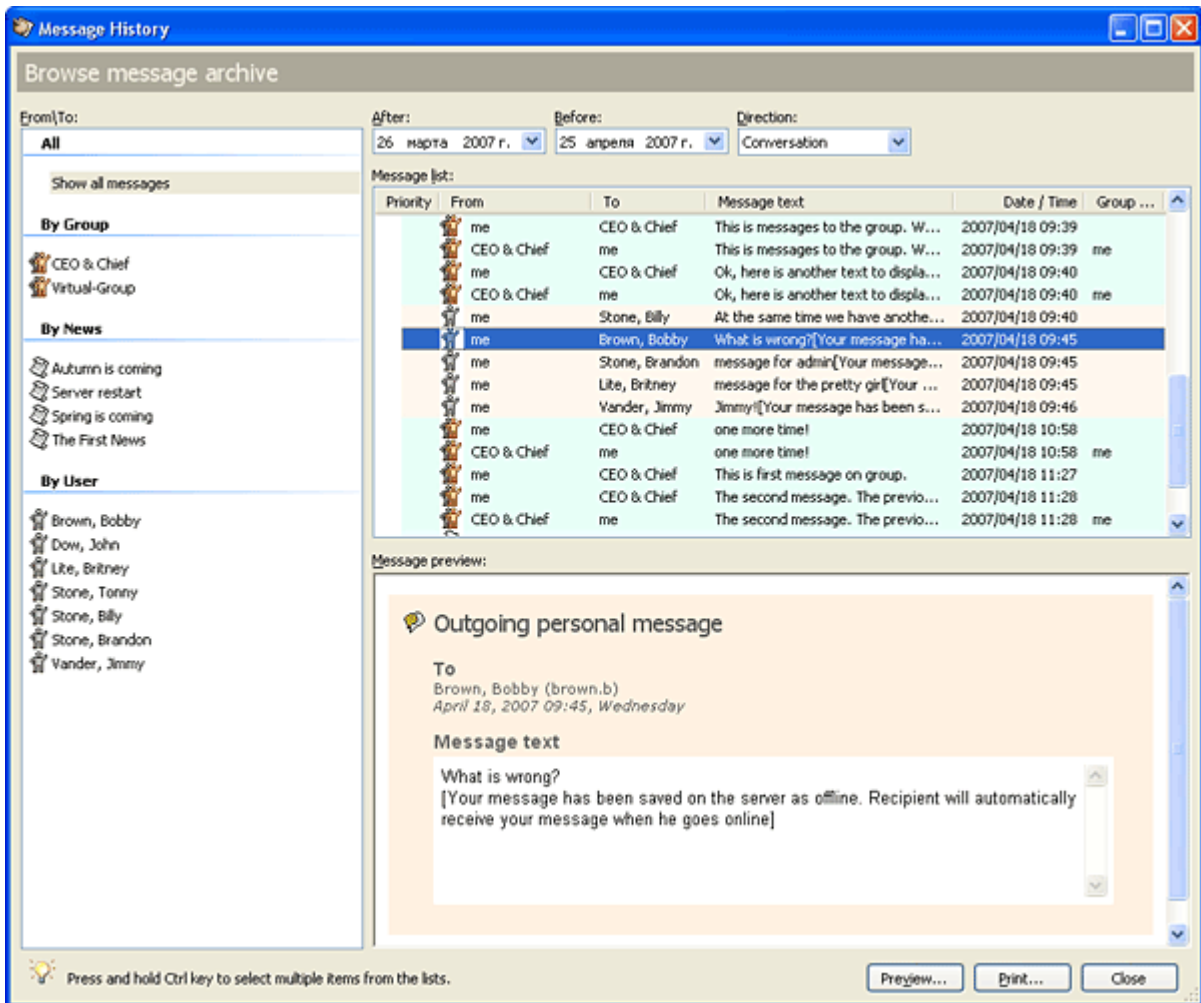 Message History
Browse message archive
From\To:
All
Show all messages
By Group
CEO & Chief
Virtual-Group
By News
Autumn is coming
Server restart
Spring is coming
The First News
By User
Brown, Bobby
Dow, John
Lite, Britney
Stone, Tonny
Stone, Billy
Stone, Brandon
Vander, Jimmy
After: Before: Direction:
26 марта 2007 г. 25 апреля 2007 г. Conversation
Message list:
Priority From To Message text Date / Time Group ...
me CEO & Chief This is messages to the group. W... 2007/04/18 09:39
CEO & Chief me This is messages to the group. W... 2007/04/18 09:39 me
me CEO & Chief Ok, here is another text to displa... 2007/04/18 09:40
CEO & Chief me Ok, here is another text to displa... 2007/04/18 09:40 me
me Stone, Billy At the same time we have anothe... 2007/04/18 09:40
me Brown, Bobby What is wrong?[Your message ha... 2007/04/18 09:45
me Stone, Brandon message for admin[Your message... 2007/04/18 09:45
me Lite, Britney message for the pretty girl[Your ... 2007/04/18 09:45
me Vander, Jimmy Jimmy![Your message has been s... 2007/04/18 09:46
me CEO & Chief one more time! 2007/04/18 10:58
CEO & Chief me one more time! 2007/04/18 10:58 me
me CEO & Chief This is first message on group. 2007/04/18 11:27
me CEO & Chief The second message. The previo... 2007/04/18 11:28
CEO & Chief me The second message. The previo... 2007/04/18 11:28 me
Message preview:
Outgoing personal message
To
Brown, Bobby (brown.b)
April 18, 2007 09:45, Wednesday
Message text
What is wrong?
[Your message has been saved on the server as offline. Recipient will automatically
receive your message when he goes online]
Press and hold Ctrl key to select multiple items from the lists.
Preview... Print... Close